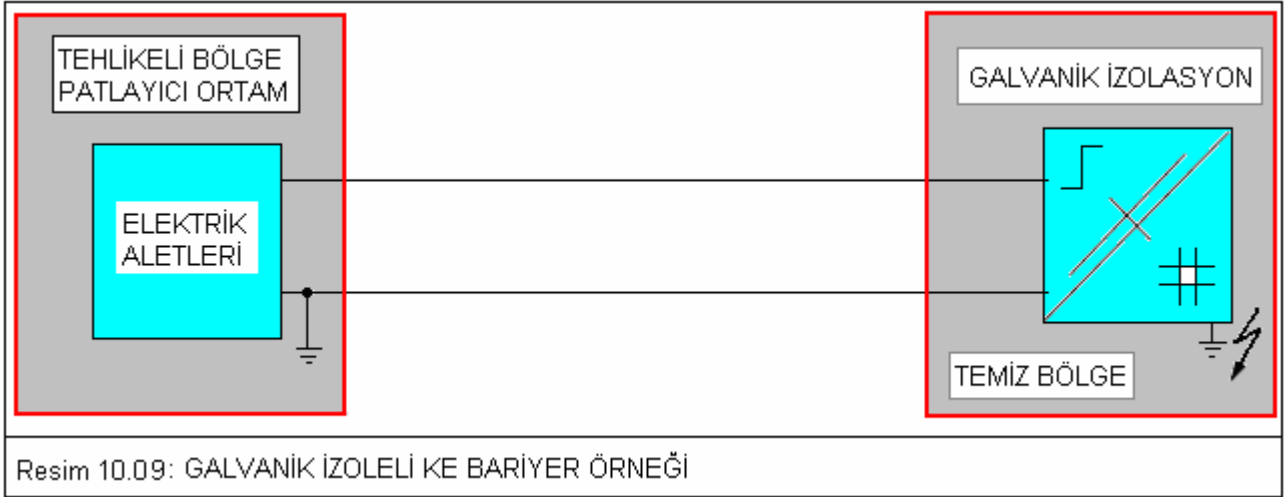 TEHLİKELİ BÖLGE
PATLAYICI ORTAM
ELEKTRİK
ALETLERİ
GALVANİK İZOLASYON
TEMİZ BÖLGE
Resim 10.09: GALVANİK İZOLELİ KE BARİYER ÖRNEĞİ